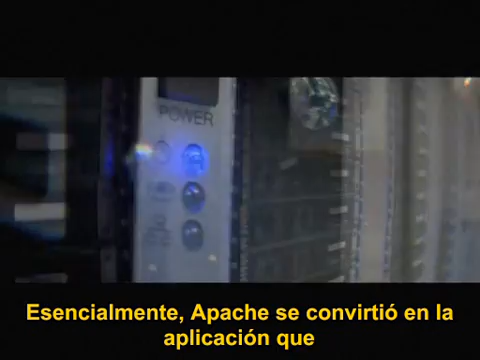 POWER
Esencialmente, Apache se convirtió en la
aplicación que